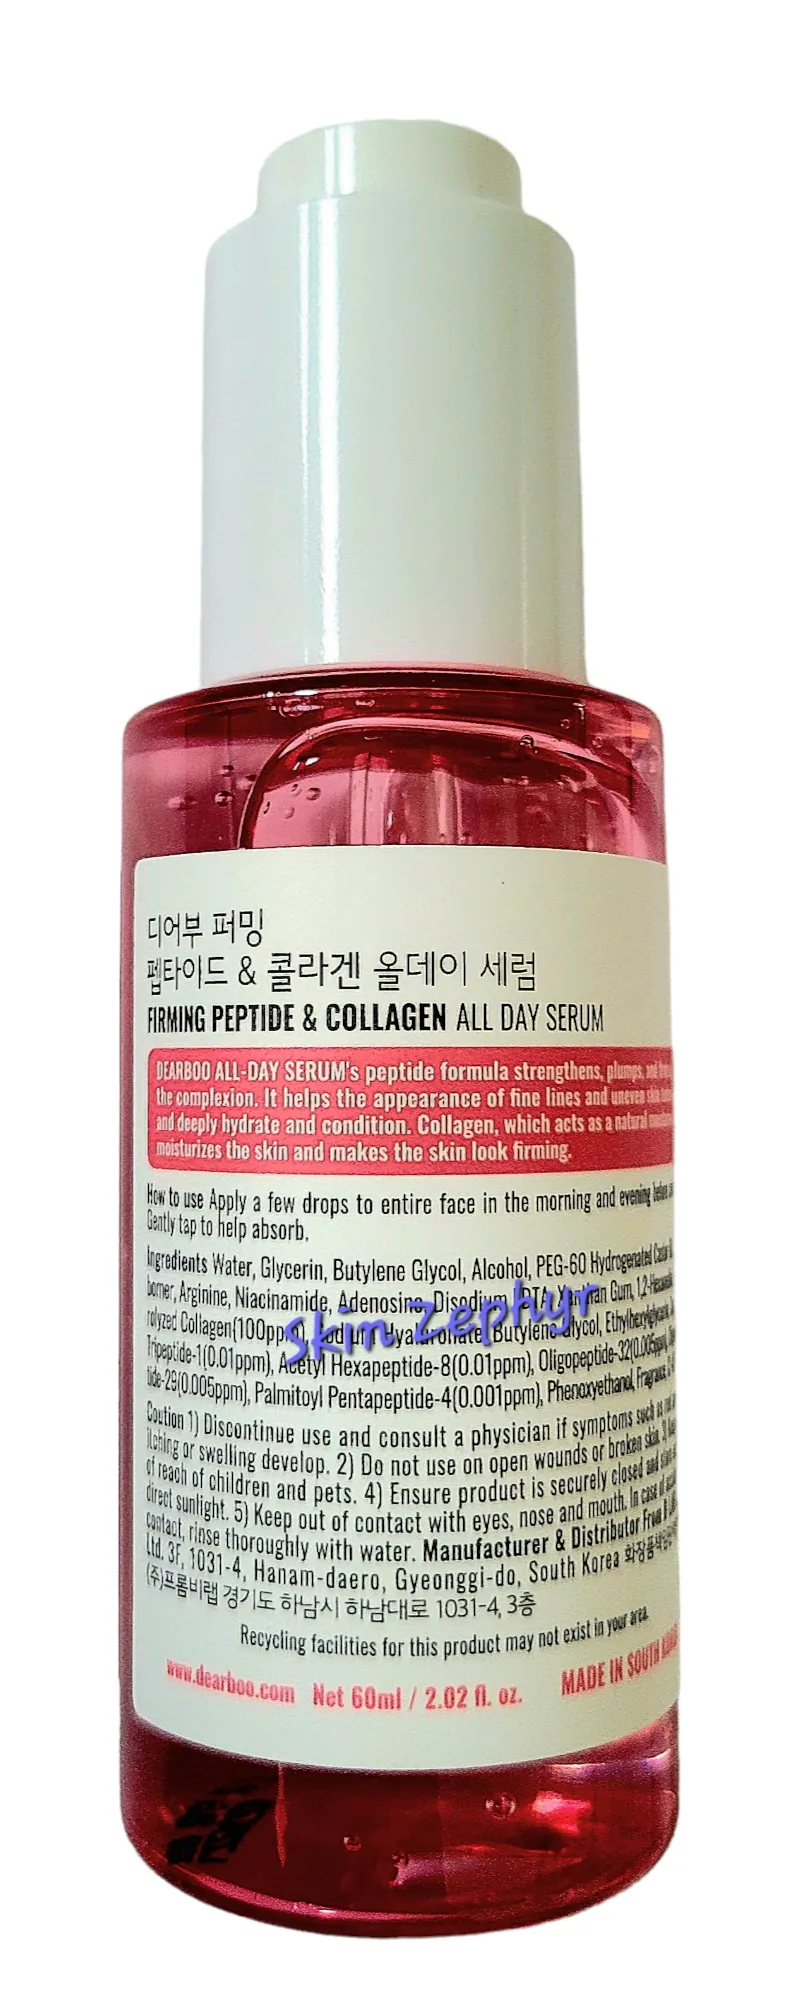 디어부 퍼밍
펩타이드 & 콜라겐 올데이 세럼
FIRMING PEPTIDE & COLLAGEN ALL DAY SERUM
DEARBOO ALL-DAY SERUM's peptide formula strengthens, plumps, and
the complexion. It helps the appearance of fine lines and uneven skin
and deeply hydrate and condition. Collagen, which acts as a natural
moisturizes the skin and makes the skin look firming.
How to use Apply a few drops to entire face in the morning and evening before
Gently tap to help absorb.
Ingredients Water, Glycerin, Butylene Glycol, Alcohol, PEG-60 Hydrogenated Castor
bomer, Arginine, Niacinamide, Adenosine, Disodium Gum, 1,2-
rolyzed Collagen(100ppm), Butylene Glycol, Ethylhexylglycerin,
Tripeptide-1(0.01ppm), Acetyl Hexapeptide-8(0.01ppm), Oligopeptide-32(0.005ppm),
tide-29(0.005ppm), Palmitoyl Pentapeptide-4(0.001ppm), Phenoxyethanol, Fragrance
Skin Zephyr
Coution 1) Discontinue use and consult a physician if symptoms such as
itching or swelling develop. 2) Do not use on open wounds or broken skin. 3)
of reach of children and pets. 4) Ensure product is securely closed and
direct sunlight. 5) Keep out of contact with eyes, nose and mouth. In case of
contact, rinse thoroughly with water. Manufacturer & Distributor From B
Ltd. 3F, 1031-4, Hanam-daero, Gyeonggi-do, South Korea
(주)프롬비랩 경기도 하남시 하남대로 1031-4, 3층
Recycling facilities for this product may not exist in your area.
www.dearboo.com Net 60ml / 2.02 fl. oz. MADE IN SOUTH